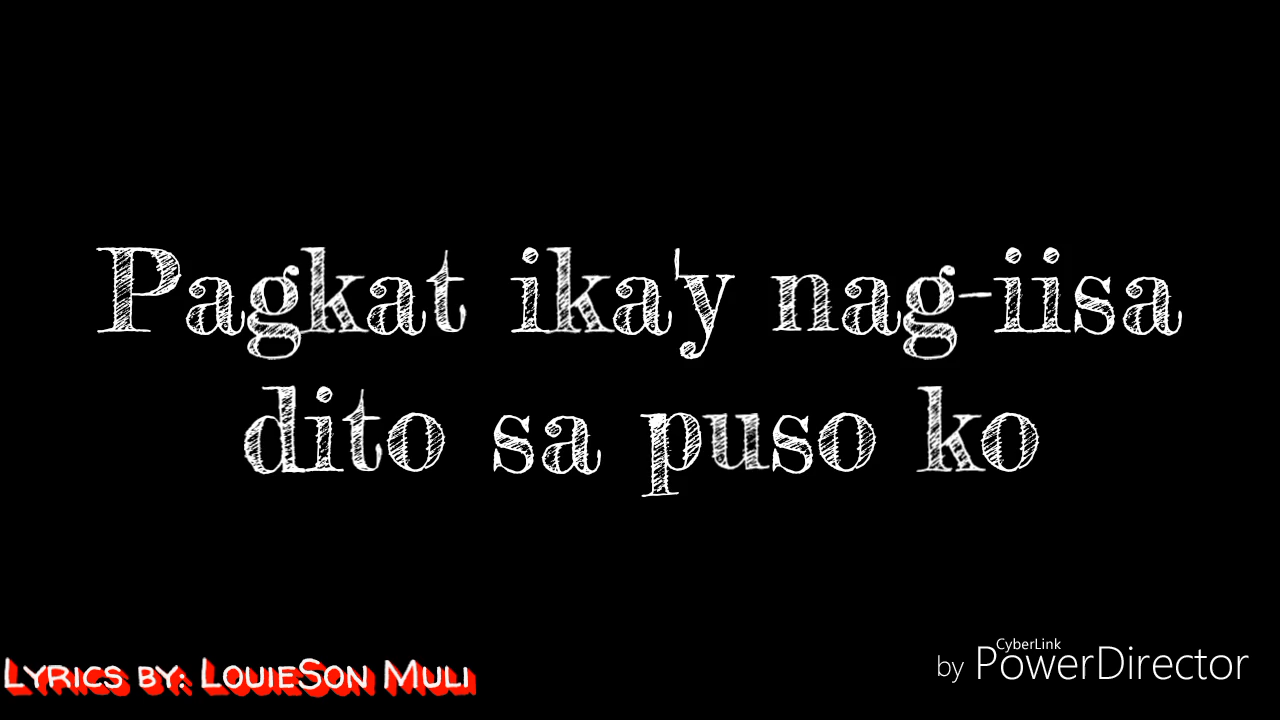 Pagkat ika'y nag-iisa
dito sa puso ko
Lyrics by: LouieSon Muli
CyberLink
by PowerDirector